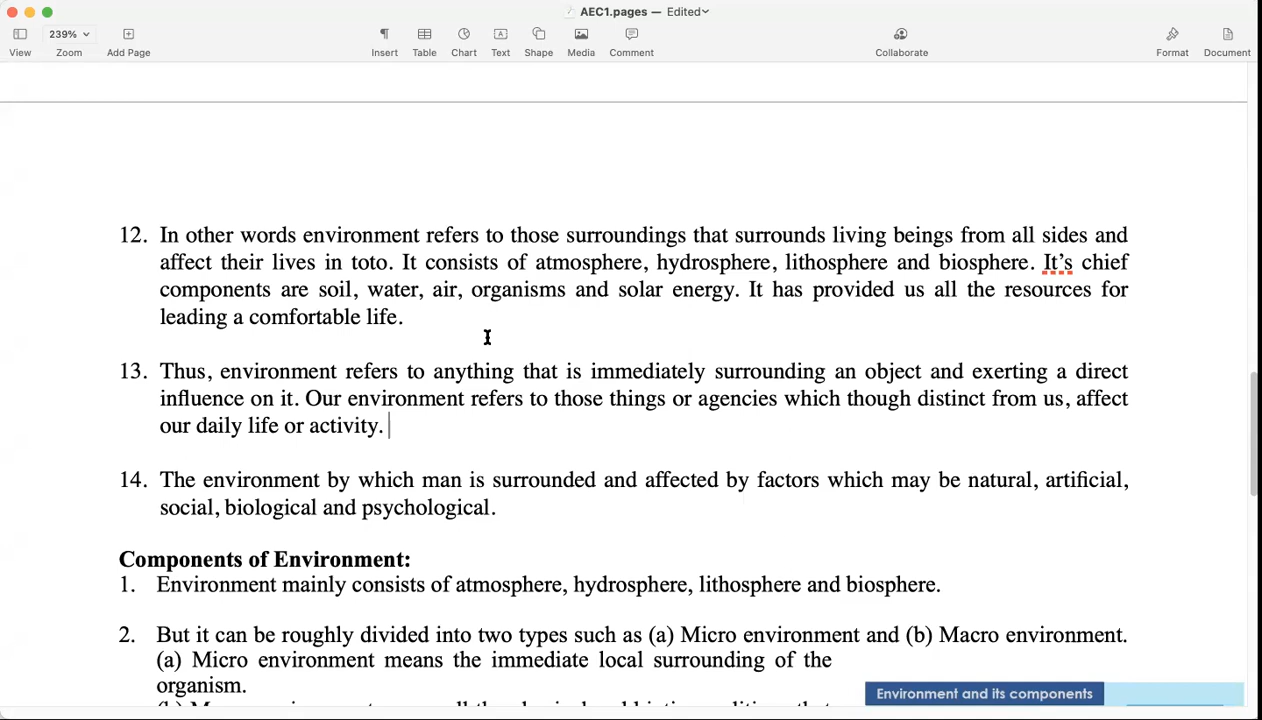 AEC1.pages — Edited
239%
View Zoom Add Page Insert Table Chart Text Shape Media Comment Collaborate Format Document
12. In other words environment refers to those surroundings that surrounds living beings from all sides and
affect their lives in toto. It consists of atmosphere, hydrosphere, lithosphere and biosphere. It’s chief
components are soil, water, air, organisms and solar energy. It has provided us all the resources for
leading a comfortable life.
13. Thus, environment refers to anything that is immediately surrounding an object and exerting a direct
influence on it. Our environment refers to those things or agencies which though distinct from us, affect
our daily life or activity.
14. The environment by which man is surrounded and affected by factors which may be natural, artificial,
social, biological and psychological.
Components of Environment:
1. Environment mainly consists of atmosphere, hydrosphere, lithosphere and biosphere.
2. But it can be roughly divided into two types such as (a) Micro environment and (b) Macro environment.
(a) Micro environment means the immediate local surrounding of the
organism.
Environment and its components